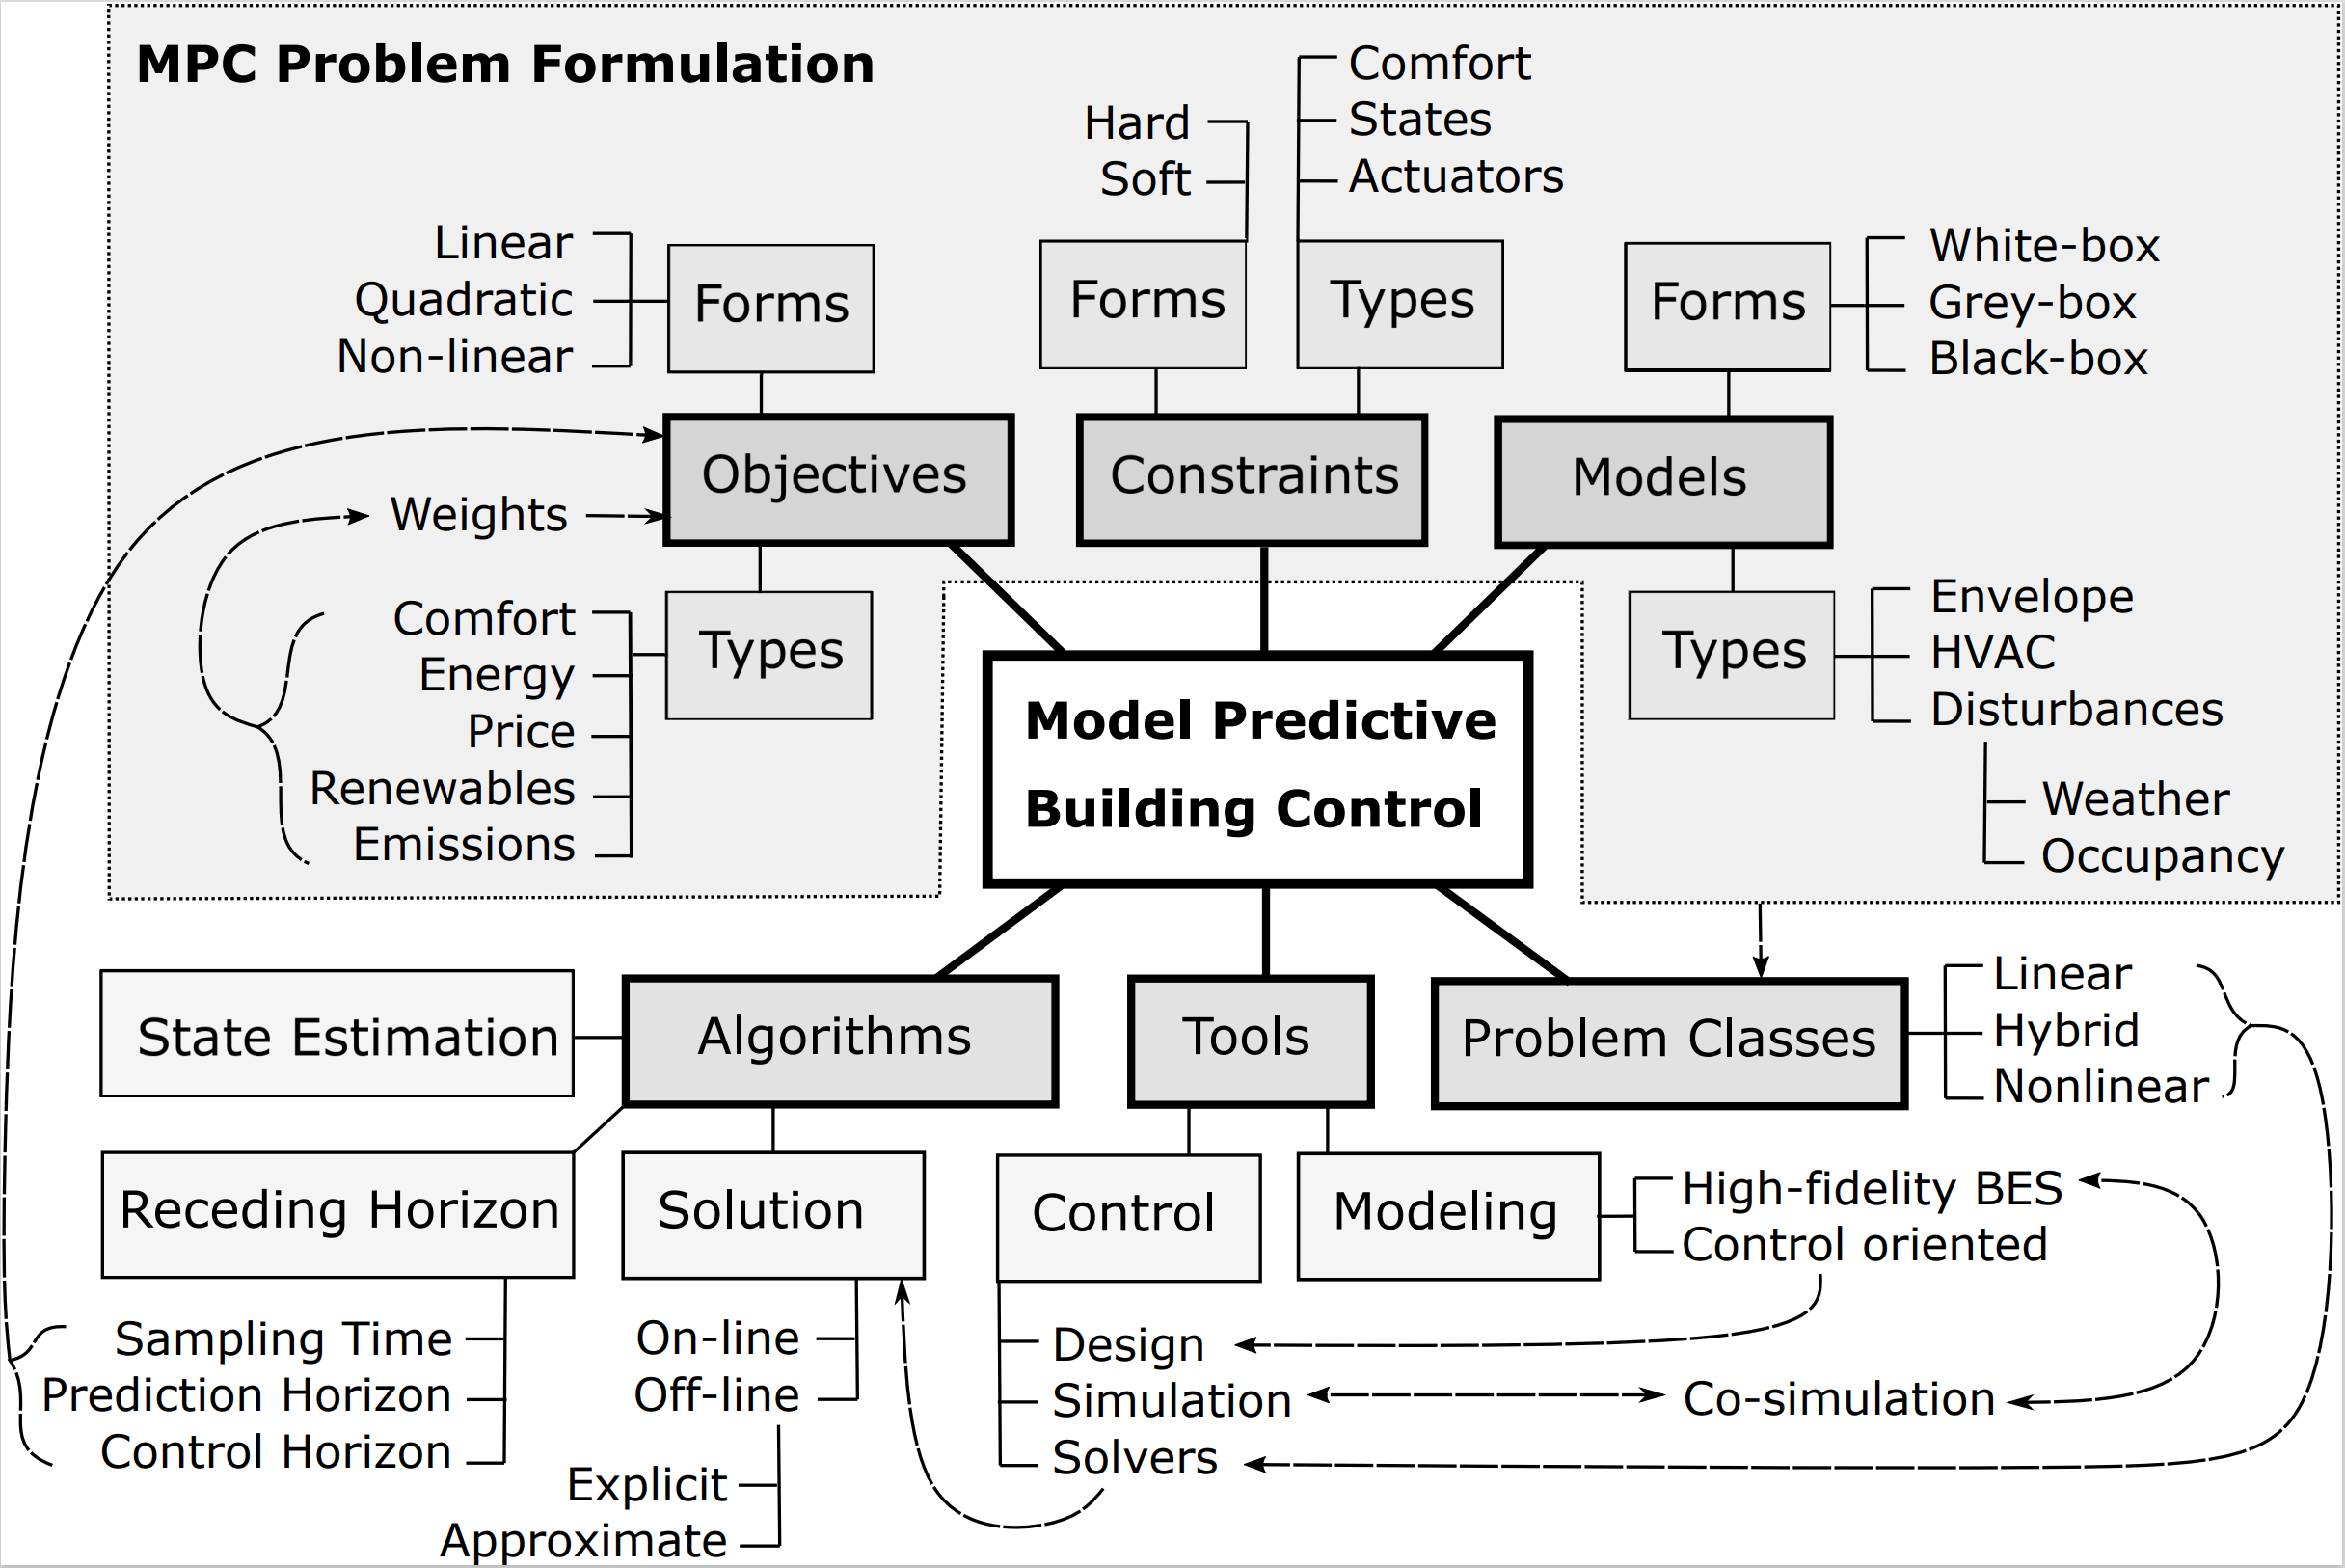 MPC Problem Formulation
Comfort
States
Actuators
Hard
Soft
Linear
Quadratic
Non-linear
Forms
Forms
Types
Forms
White-box
Grey-box
Black-box
Objectives
Constraints
Models
Weights
Comfort
Energy
Price
Renewables
Emissions
Types
Types
Envelope
HVAC
Disturbances
Weather
Occupancy
Model Predictive
Building Control
State Estimation
Algorithms
Tools
Problem Classes
Linear
Hybrid
Nonlinear
Receding Horizon
Solution
Control
Modeling
High-fidelity BES
Control oriented
Sampling Time
Prediction Horizon
Control Horizon
On-line
Off-line
Explicit
Approximate
Design
Simulation
Solvers
Co-simulation